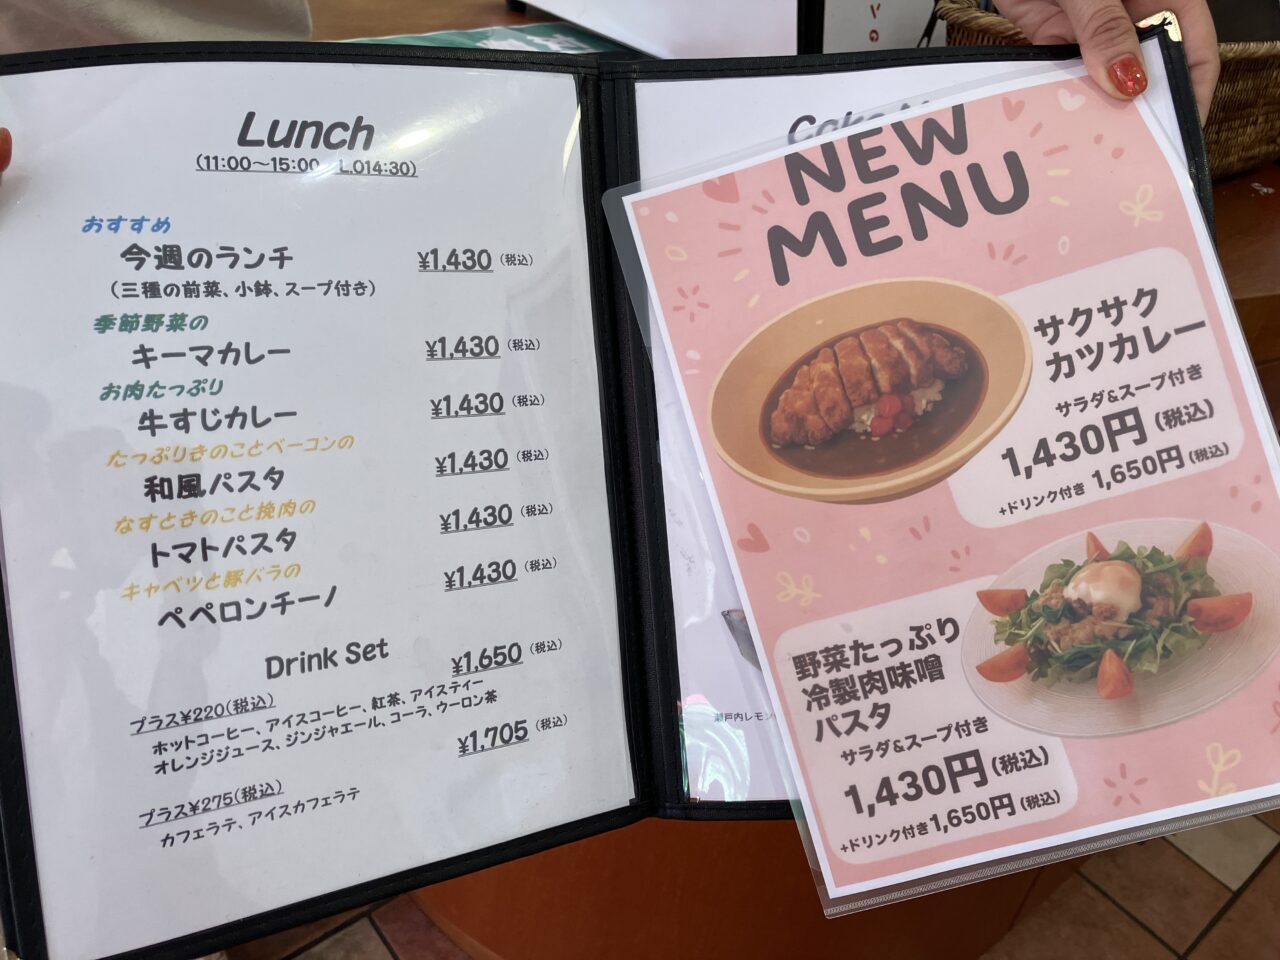 Lunch
(11:00～15:00 L.O14:30)
おすすめ
今週のランチ ¥1,430 (税込)
(三種の前菜、小鉢、スープ付き)
季節野菜の
キーマカレー ¥1,430 (税込)
お肉たっぷり
牛すじカレー ¥1,430 (税込)
たっぷりきのことベーコンの
和風パスタ ¥1,430 (税込)
なすときのこと挽肉の
トマトパスタ ¥1,430 (税込)
キャベツと豚バラの
ペペロンチーノ ¥1,430 (税込)
Drink Set
プラス¥220(税込) ¥1,650 (税込)
ホットコーヒー、アイスコーヒー、紅茶、アイスティー
オレンジジュース、ジンジャエール、コーラ、ウーロン茶
プラス¥275(税込) ¥1,705 (税込)
カフェラテ、アイスカフェラテ
瀬戸内レモン
NEW
MENU
サクサク
カツカレー
サラダ&スープ付き
1,430円(税込)
+ドリンク付き 1,650円(税込)
野菜たっぷり
冷製肉味噌
パスタ
サラダ&スープ付き
1,430円(税込)
+ドリンク付き 1,650円(税込)